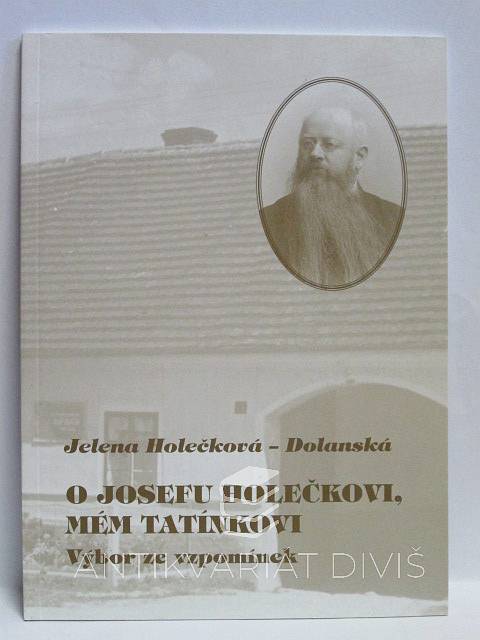 Jelena Holečková – Dolanská
O JOSEFU HOLEČKOVI,
MÉM TATÍNKOVI
Výbor ze vzpomínek
ANTIKVARIÁT DIVIŠ